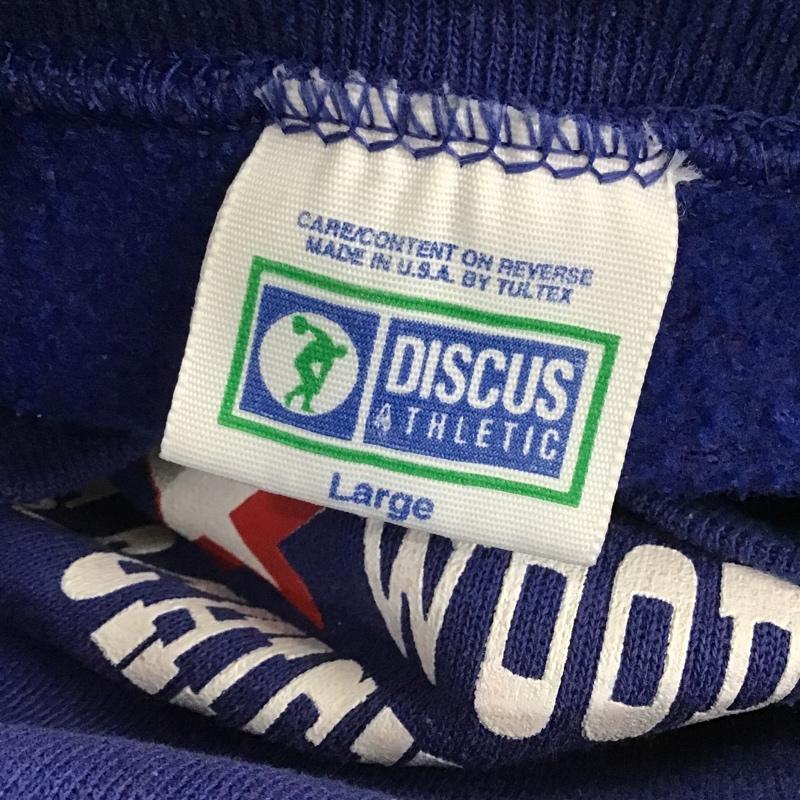 CARE/CONTENT ON REVERSE
MADE IN U.S.A. BY TULTEX
DISCUS
ATHLETIC
Large